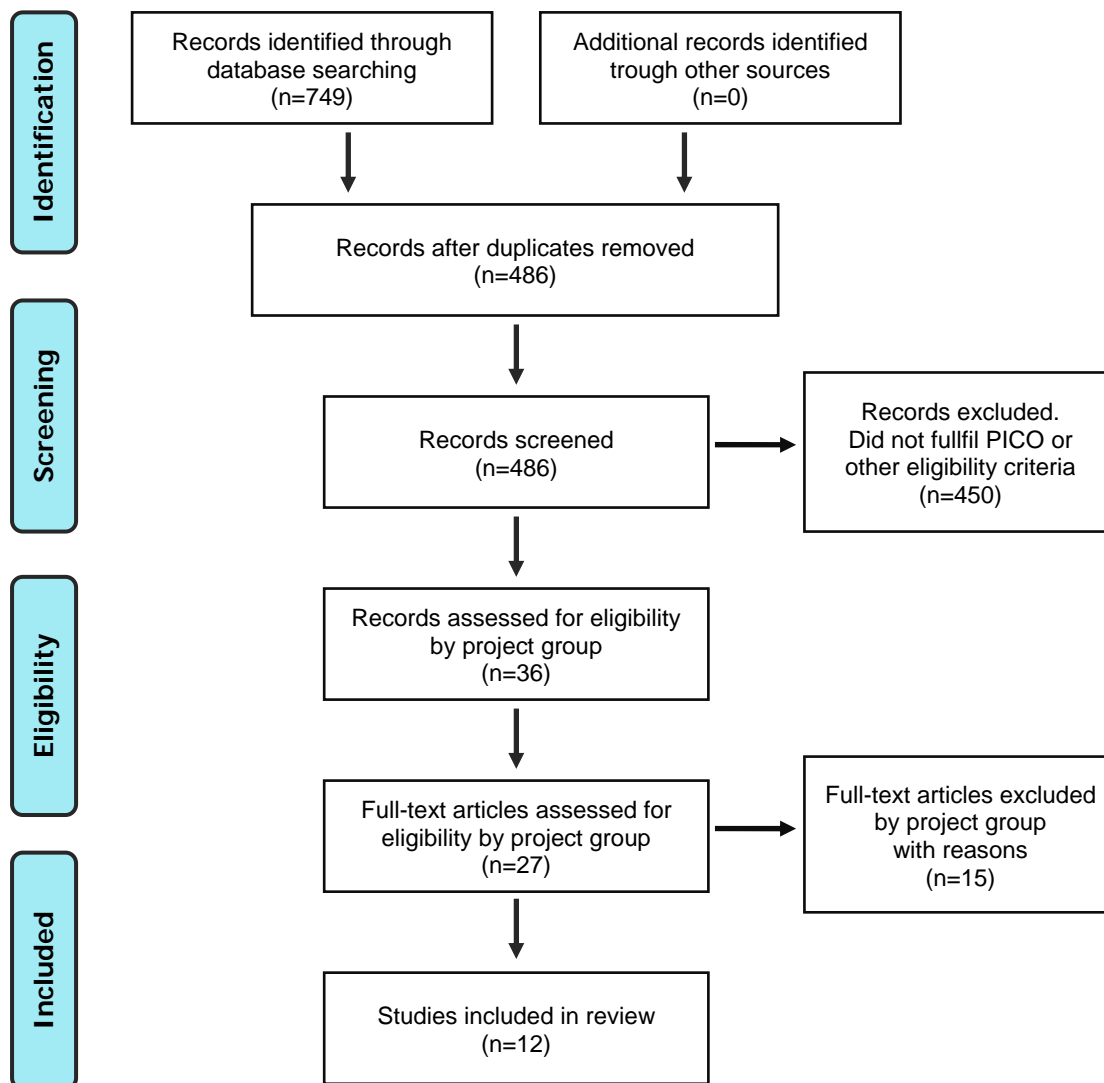 Identification
Records identified through
database searching
(n=749)
Additional records identified
trough other sources
(n=0)
Records after duplicates removed
(n=486)
Screening
Records screened
(n=486)
Records excluded.
Did not fullfil PICO or
other eligibility criteria
(n=450)
Eligibility
Records assessed for eligibility
by project group
(n=36)
Full-text articles assessed for
eligibility by project group
(n=27)
Full-text articles excluded
by project group
with reasons
(n=15)
Included
Studies included in review
(n=12)